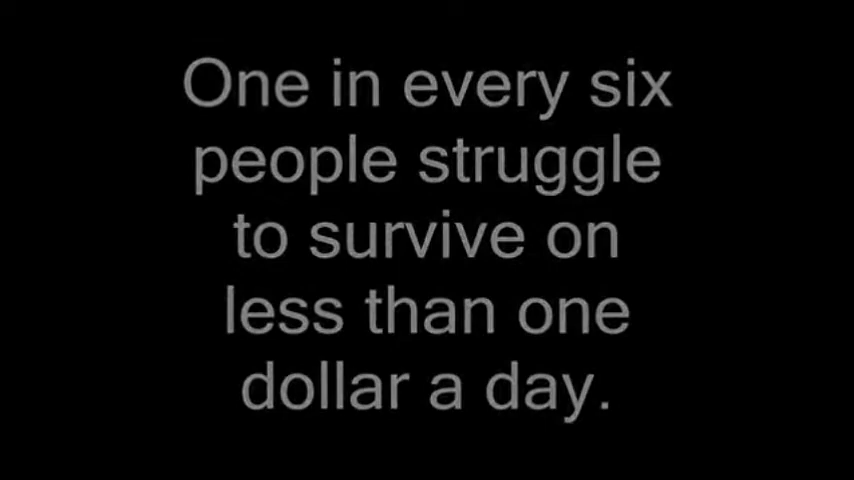 One in every six
people struggle
to survive on
less than one
dollar a day.